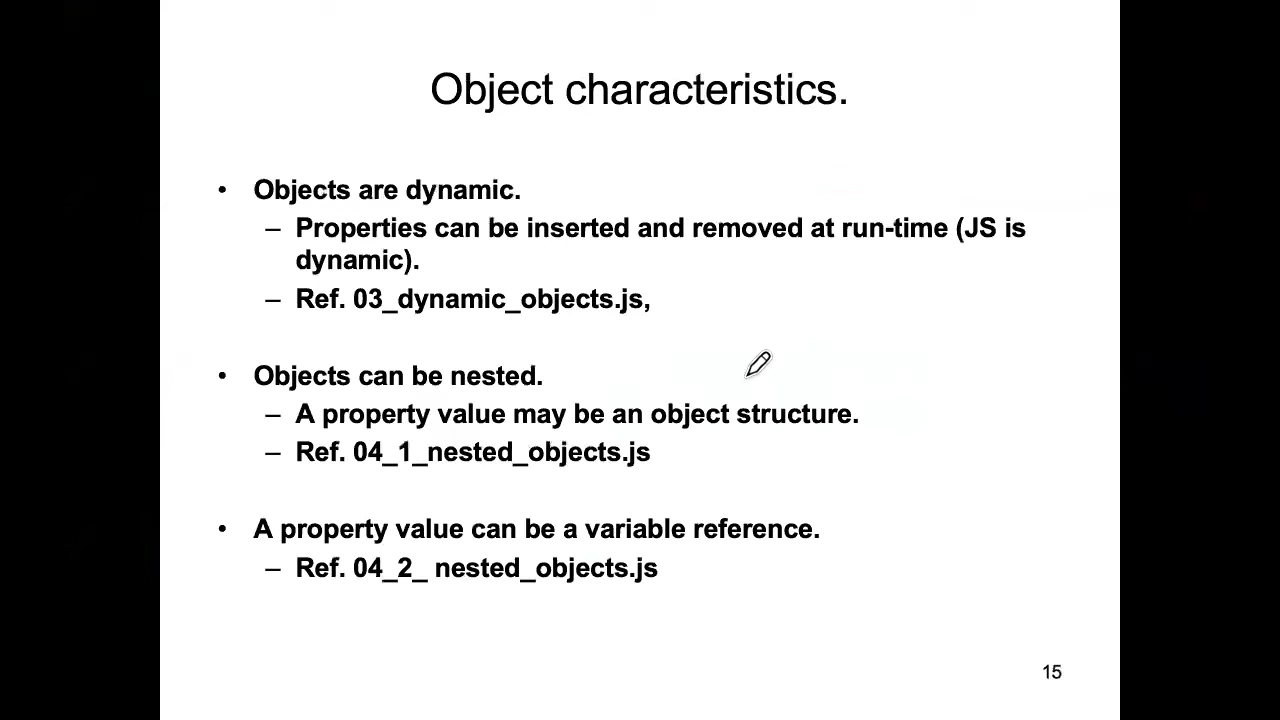 Object characteristics.
• Objects are dynamic.
– Properties can be inserted and removed at run-time (JS is
dynamic).
– Ref. 03_dynamic_objects.js,
• Objects can be nested.
– A property value may be an object structure.
– Ref. 04_1_nested_objects.js
• A property value can be a variable reference.
– Ref. 04_2_ nested_objects.js
15